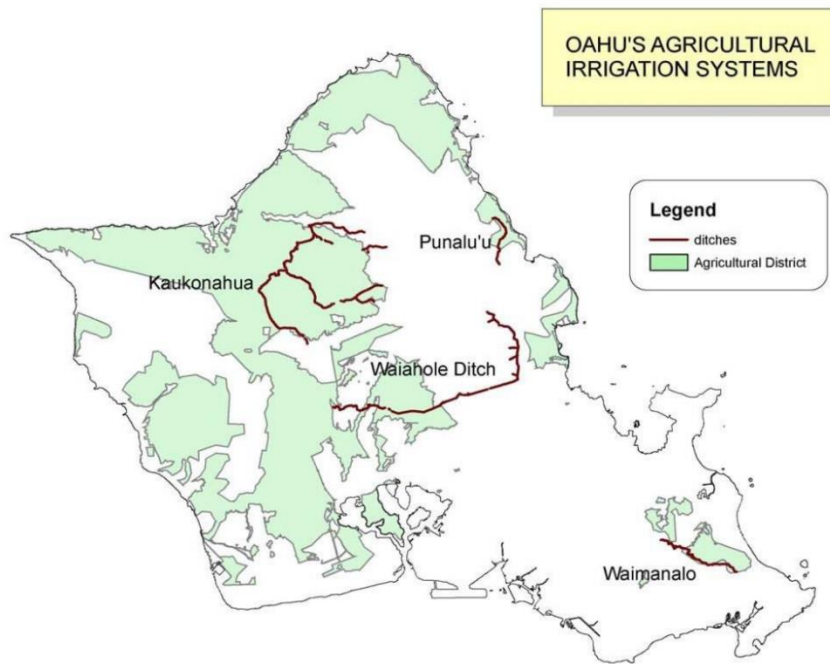 OAHU'S AGRICULTURAL
IRRIGATION SYSTEMS
Legend
ditches
Agricultural District
Punalu'u
Kaukonahua
Waiahole Ditch
Waimanalo